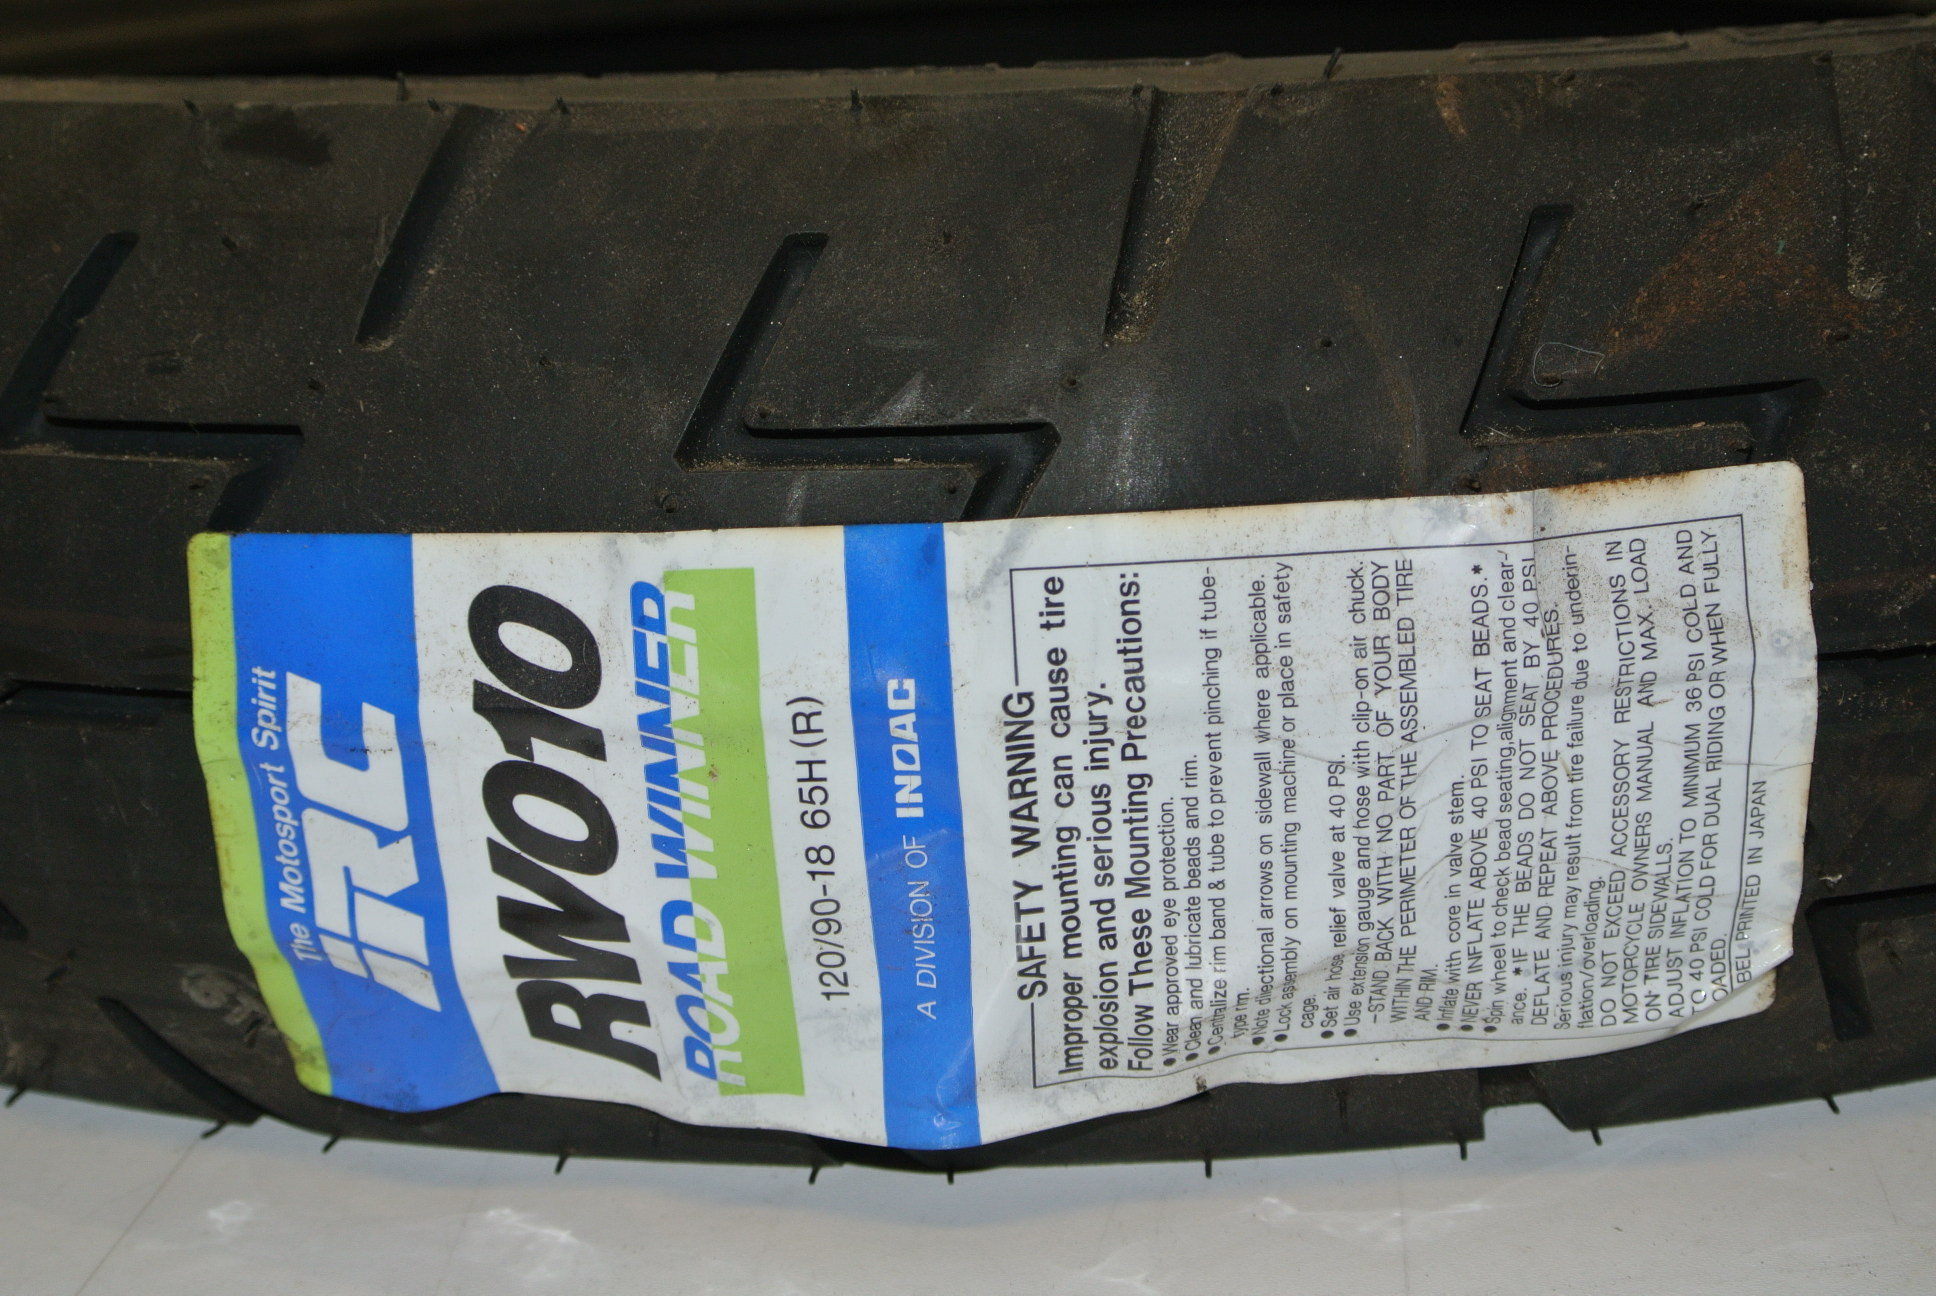 The Motosport Spirit
IRC
RW010
ROAD WINNER
120/90-18 65H (R)
A DIVISION OF INOAC
SAFETY WARNING
Improper mounting can cause tire
explosion and serious injury.
Follow These Mounting Precautions:
●Wear approved eye protection.
●Clean and lubricate beads and rim.
●Centralize rim band & tube to prevent pinching if tube-
type rim.
●Note directional arrows on sidewall where applicable.
●Lock assembly on mounting machine or place in safety
cage.
●Set air hose relief valve at 40 PSI.
●Use extension gauge and hose with clip-on air chuck.
-STAND BACK WITH NO PART OF YOUR BODY
WITHIN THE PERIMETER OF THE ASSEMBLED TIRE
AND RIM.
●Inflate with core in valve stem.
●NEVER INFLATE ABOVE 40 PSI TO SEAT BEADS.*
●Spin wheel to check bead seating, alignment and clear-
ance. *IF THE BEADS DO NOT SEAT BY 40 PSI
DEFLATE AND REPEAT ABOVE PROCEDURES.
Serious injury may result from tire failure due to underin-
flation/overloading.
DO NOT EXCEED ACCESSORY RESTRICTIONS IN
MOTORCYCLE OWNERS MANUAL AND MAX. LOAD
ON TIRE SIDEWALLS.
ADJUST INFLATION TO MINIMUM 36 PSI COLD AND
TO 40 PSI COLD FOR DUAL RIDING OR WHEN FULLY
LOADED.
PRINTED IN JAPAN